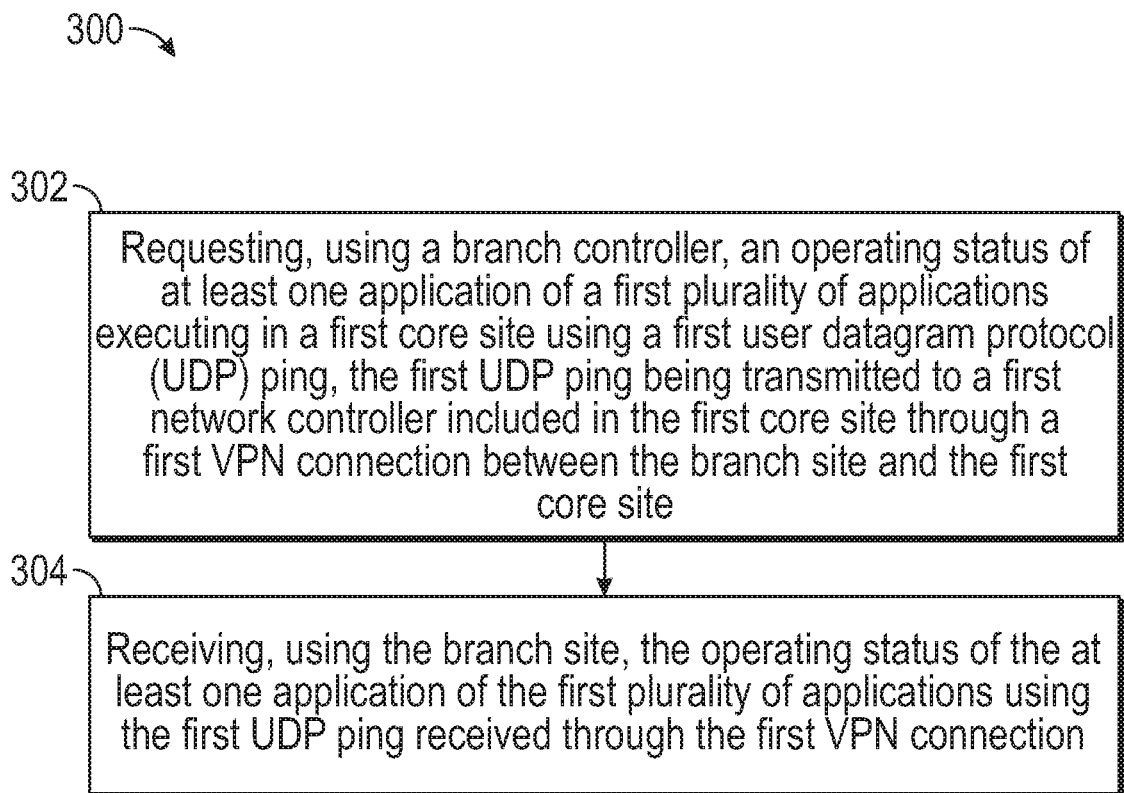 300
302
Requesting, using a branch controller, an operating status of
at least one application of a first plurality of applications
executing in a first core site using a first user datagram protocol
(UDP) ping, the first UDP ping being transmitted to a first
network controller included in the first core site through a
first VPN connection between the branch site and the first
core site
304
Receiving, using the branch site, the operating status of the at
least one application of the first plurality of applications using
the first UDP ping received through the first VPN connection